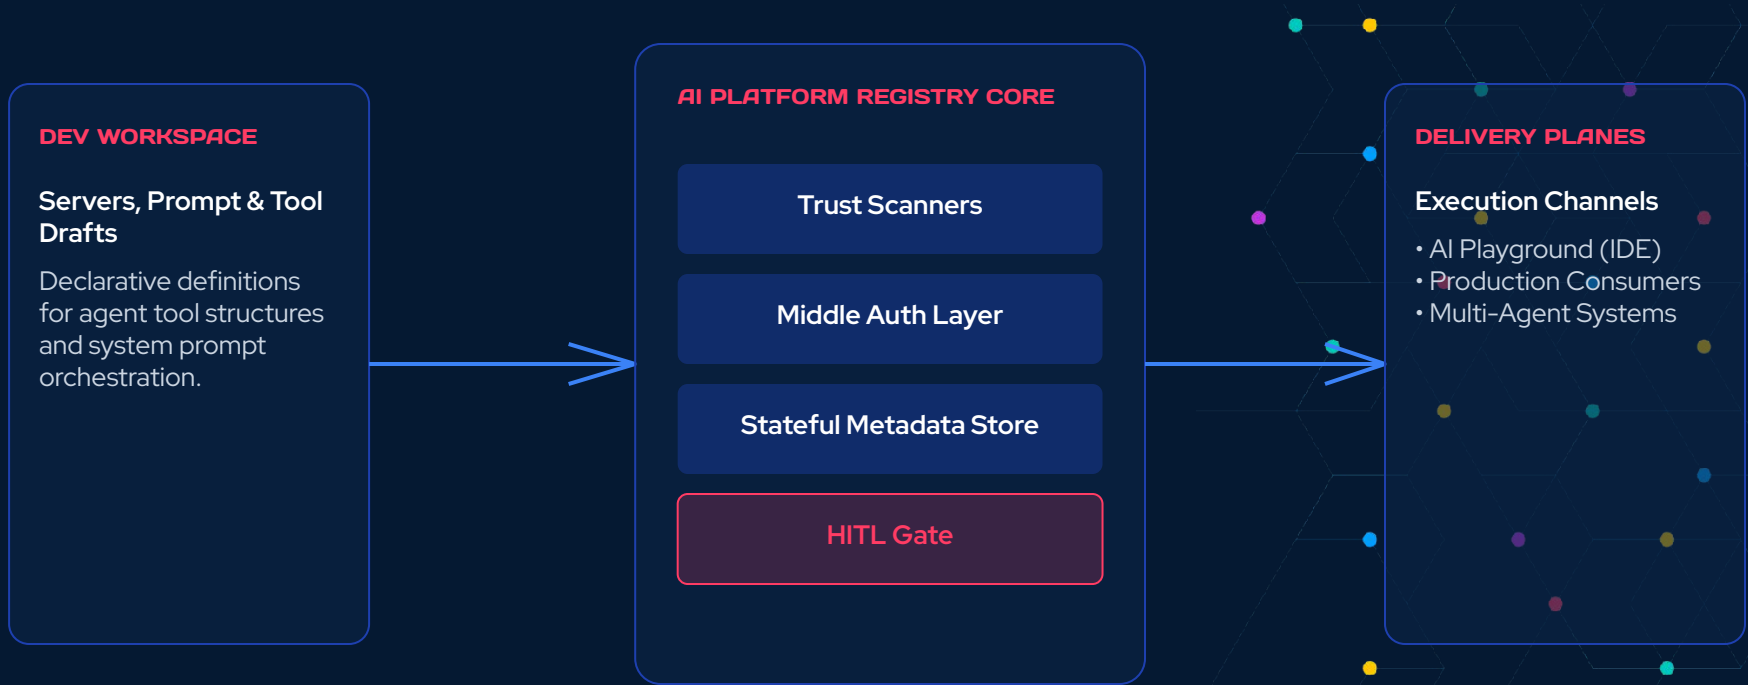 DEV WORKSPACE
Servers, Prompt & Tool
Drafts
Declarative definitions
for agent tool structures
and system prompt
orchestration.
AI PLATFORM REGISTRY CORE
Trust Scanners
Middle Auth Layer
Stateful Metadata Store
HITL Gate
DELIVERY PLANES
Execution Channels
• AI Playground (IDE)
• Production Consumers
• Multi-Agent Systems